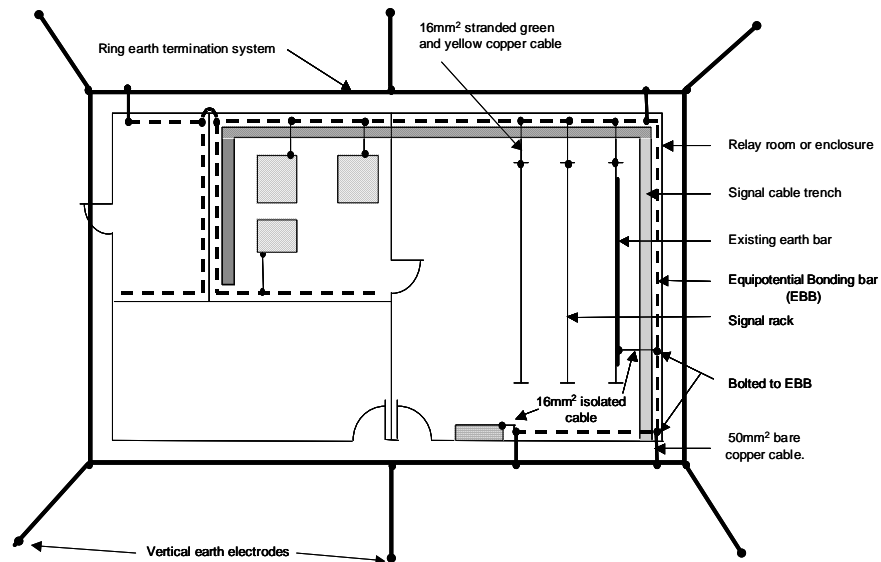 Ring earth termination system
16mm² stranded green
and yellow copper cable
Relay room or enclosure
Signal cable trench
Existing earth bar
Equipotential Bonding bar
(EBB)
Signal rack
Bolted to EBB
16mm² isolated
cable
50mm² bare
copper cable.
Vertical earth electrodes